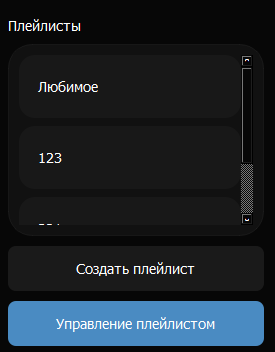 Плейлисты
Любимое
123
Создать плейлист
Управление плейлистом